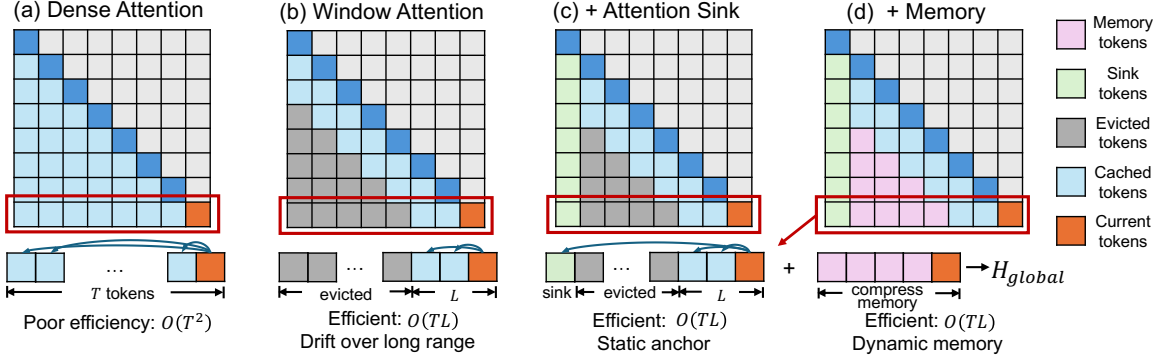 (a) Dense Attention
(b) Window Attention
(c) + Attention Sink
(d) + Memory
Memory
tokens
Sink
tokens
Evicted
tokens
Cached
tokens
Current
tokens
...
T tokens
Poor efficiency: O(T²)
...
evicted
L
Efficient: O(TL)
Drift over long range
...
sink
evicted
L
Efficient: O(TL)
Static anchor
+
H_global
compress
memory
Efficient: O(TL)
Dynamic memory